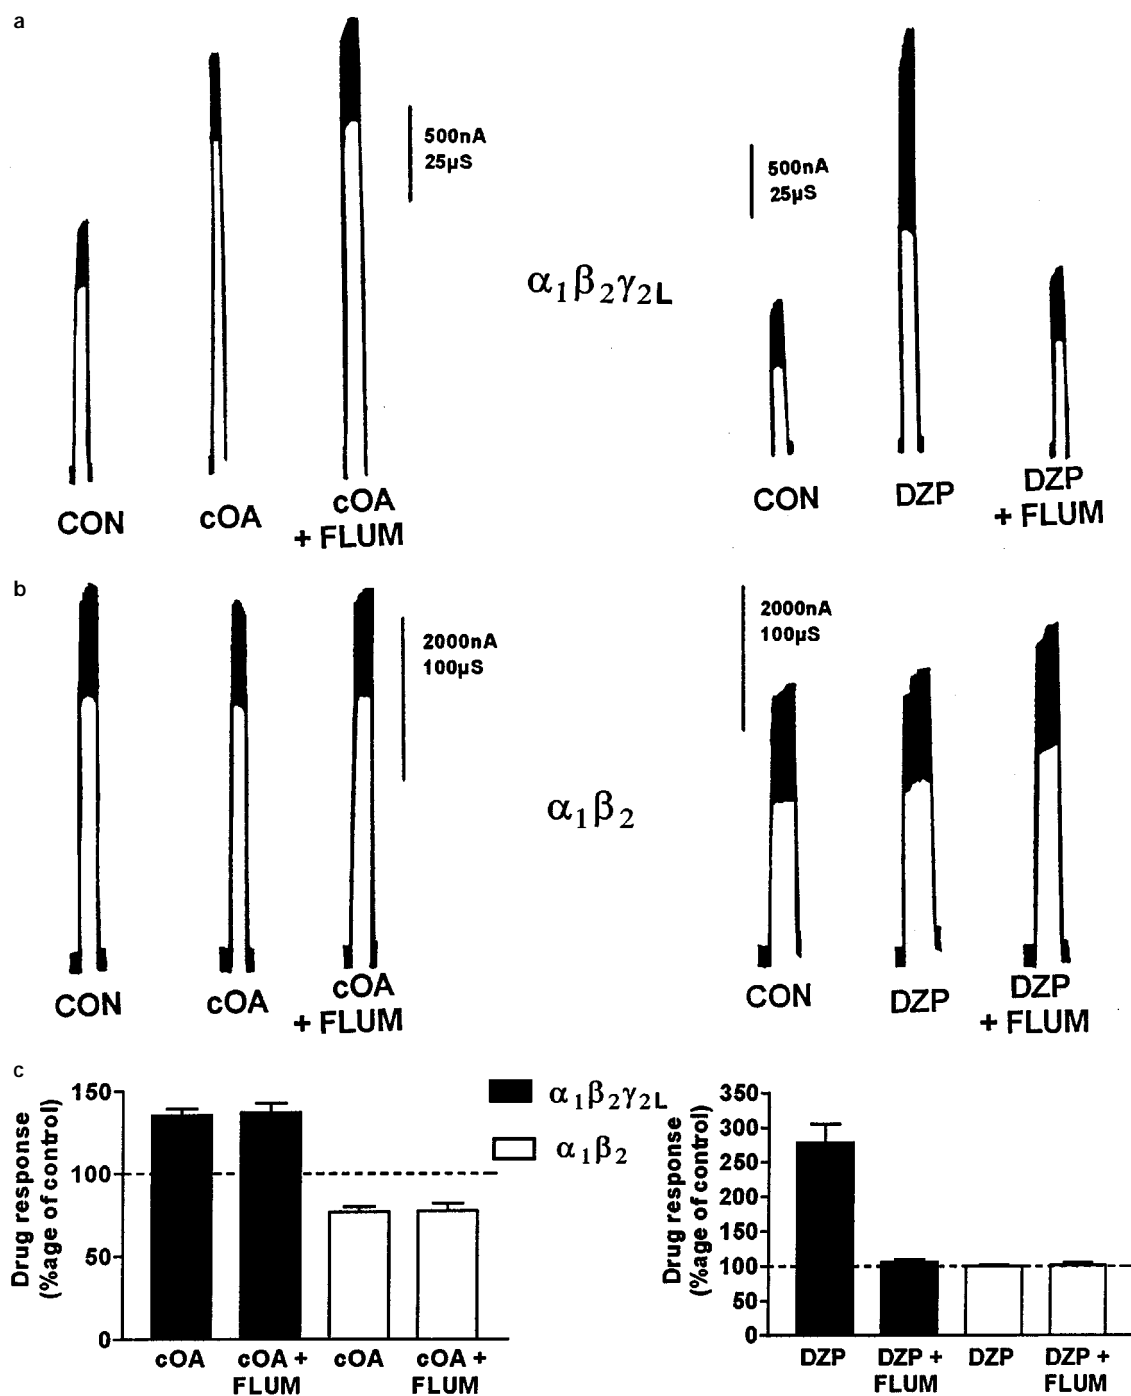 a
500nA
25µS
500nA
25µS
α₁β₂γ₂L
CON
cOA
cOA
+ FLUM
CON
DZP
DZP
+ FLUM
b
2000nA
100µS
2000nA
100µS
α₁β₂
CON
cOA
cOA
+ FLUM
CON
DZP
DZP
+ FLUM
c
Drug response
(%age of control)
150
100
50
0
cOA
cOA +
FLUM
cOA
cOA +
FLUM
α₁β₂γ₂L
α₁β₂
Drug response
(%age of control)
350
300
250
200
150
100
50
0
DZP
DZP +
FLUM
DZP
DZP +
FLUM